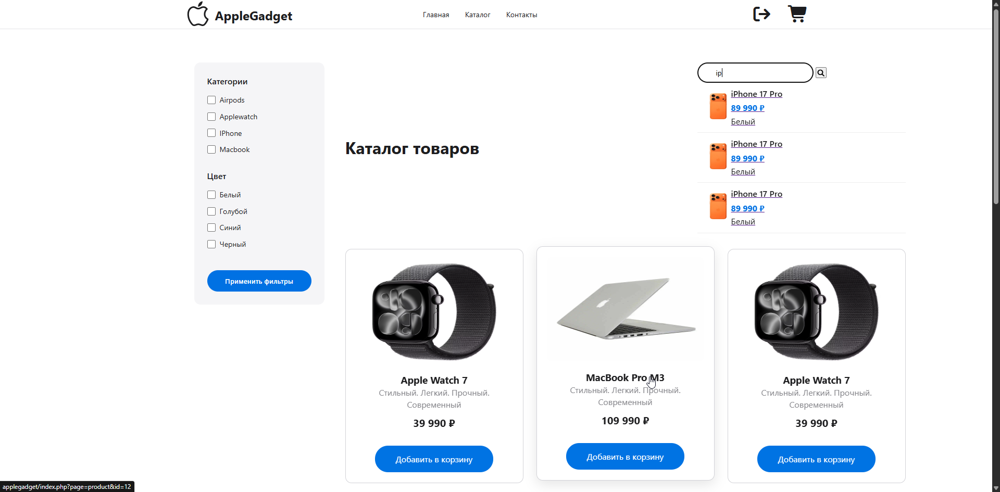 AppleGadget
Главная
Каталог
Контакты
Категории
Airpods
Applewatch
IPhone
Macbook
Цвет
Белый
Голубой
Синий
Черный
Применить фильтры
Каталог товаров
ip
iPhone 17 Pro
89 990 ₽
Белый
iPhone 17 Pro
89 990 ₽
Белый
iPhone 17 Pro
89 990 ₽
Белый
Apple Watch 7
Стильный. Легкий. Прочный.
Современный
39 990 ₽
Добавить в корзину
MacBook Pro M3
Стильный. Легкий. Прочный.
Современный
109 990 ₽
Добавить в корзину
Apple Watch 7
Стильный. Легкий. Прочный.
Современный
39 990 ₽
Добавить в корзину
applegadget/index.php?page=product&id=12